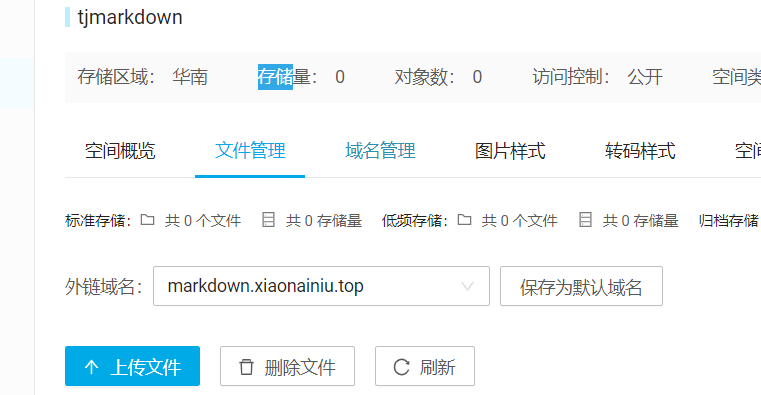 tjmarkdown
存储区域： 华南 存储量： 0 对象数： 0 访问控制： 公开 空间类
空间概览 文件管理 域名管理 图片样式 转码样式 空间
标准存储： 共 0 个文件 共 0 存储量 低频存储： 共 0 个文件 共 0 存储量 归档存储
外链域名： markdown.xiaonainiu.top 保存为默认域名
上传文件 删除文件 刷新